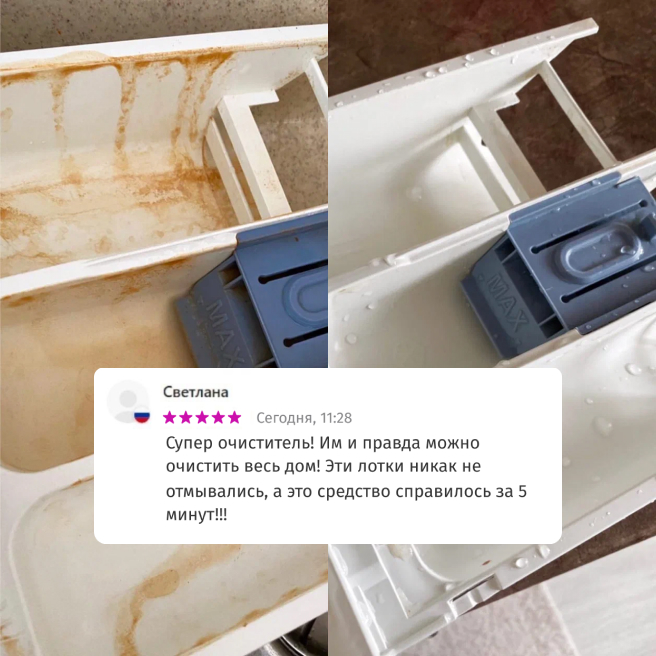 MAX
MAX
Светлана
Сегодня, 11:28
Супер очиститель! Им и правда можно
очистить весь дом! Эти лотки никак не
отмывались, а это средство справилось за 5
минут!!!